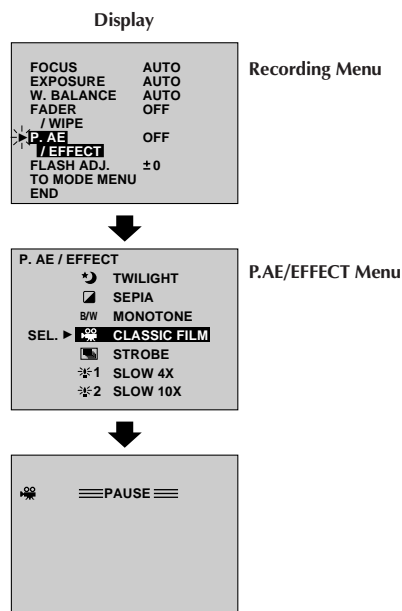 Display
FOCUS AUTO
EXPOSURE AUTO
W. BALANCE AUTO
FADER OFF
/ WIPE
P. AE OFF
/ EFFECT
FLASH ADJ. ±0
TO MODE MENU
END
Recording Menu
P. AE / EFFECT
TWILIGHT
SEPIA
B/W MONOTONE
SEL. CLASSIC FILM
STROBE
1 SLOW 4X
2 SLOW 10X
P.AE/EFFECT Menu
PAUSE